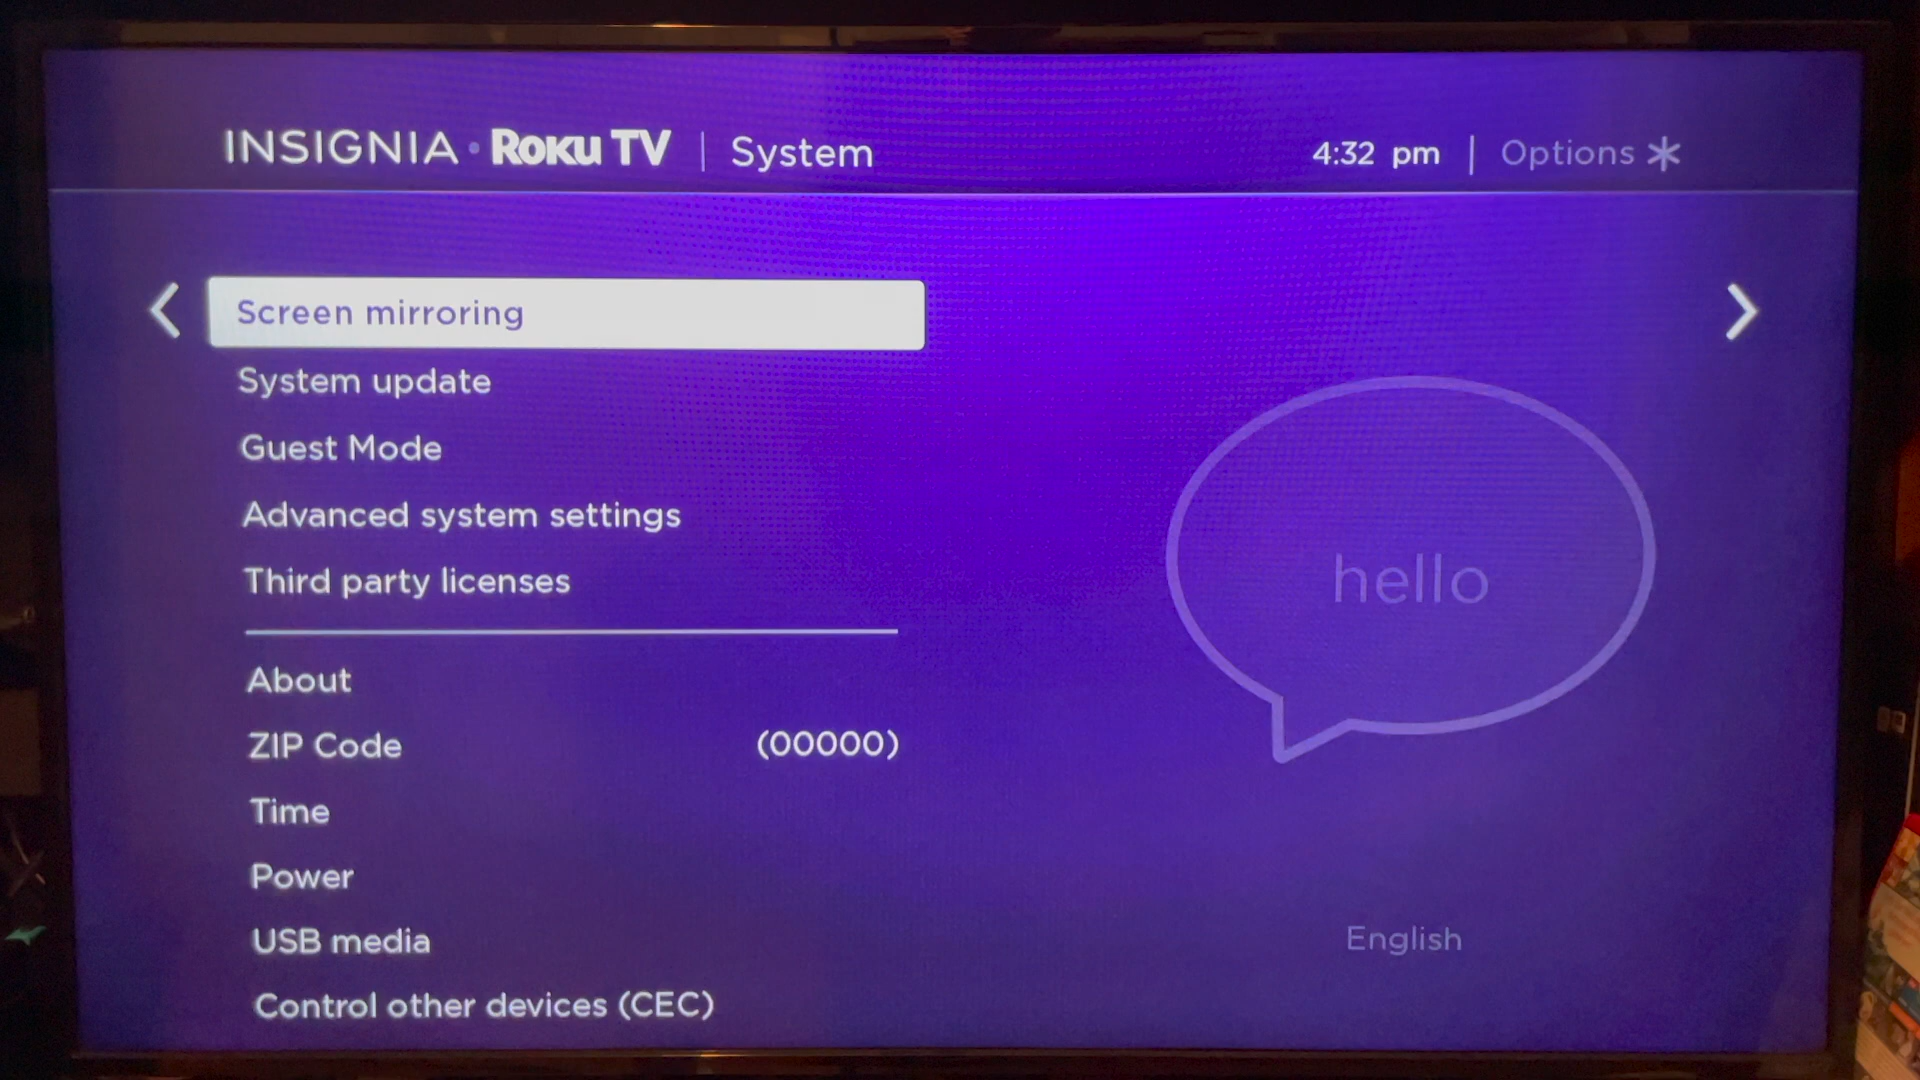 INSIGNIA • ROKU TV | System
4:32 pm | Options *
Screen mirroring
System update
Guest Mode
Advanced system settings
Third party licenses
About
ZIP Code (00000)
Time
Power
USB media
Control other devices (CEC)
hello
English